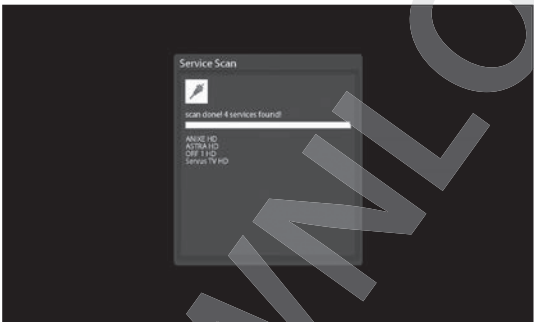 Service Scan
scan done! 4 services found!
ANIXE HD
ASTRA HD
ORF 1 HD
Servus TV HD